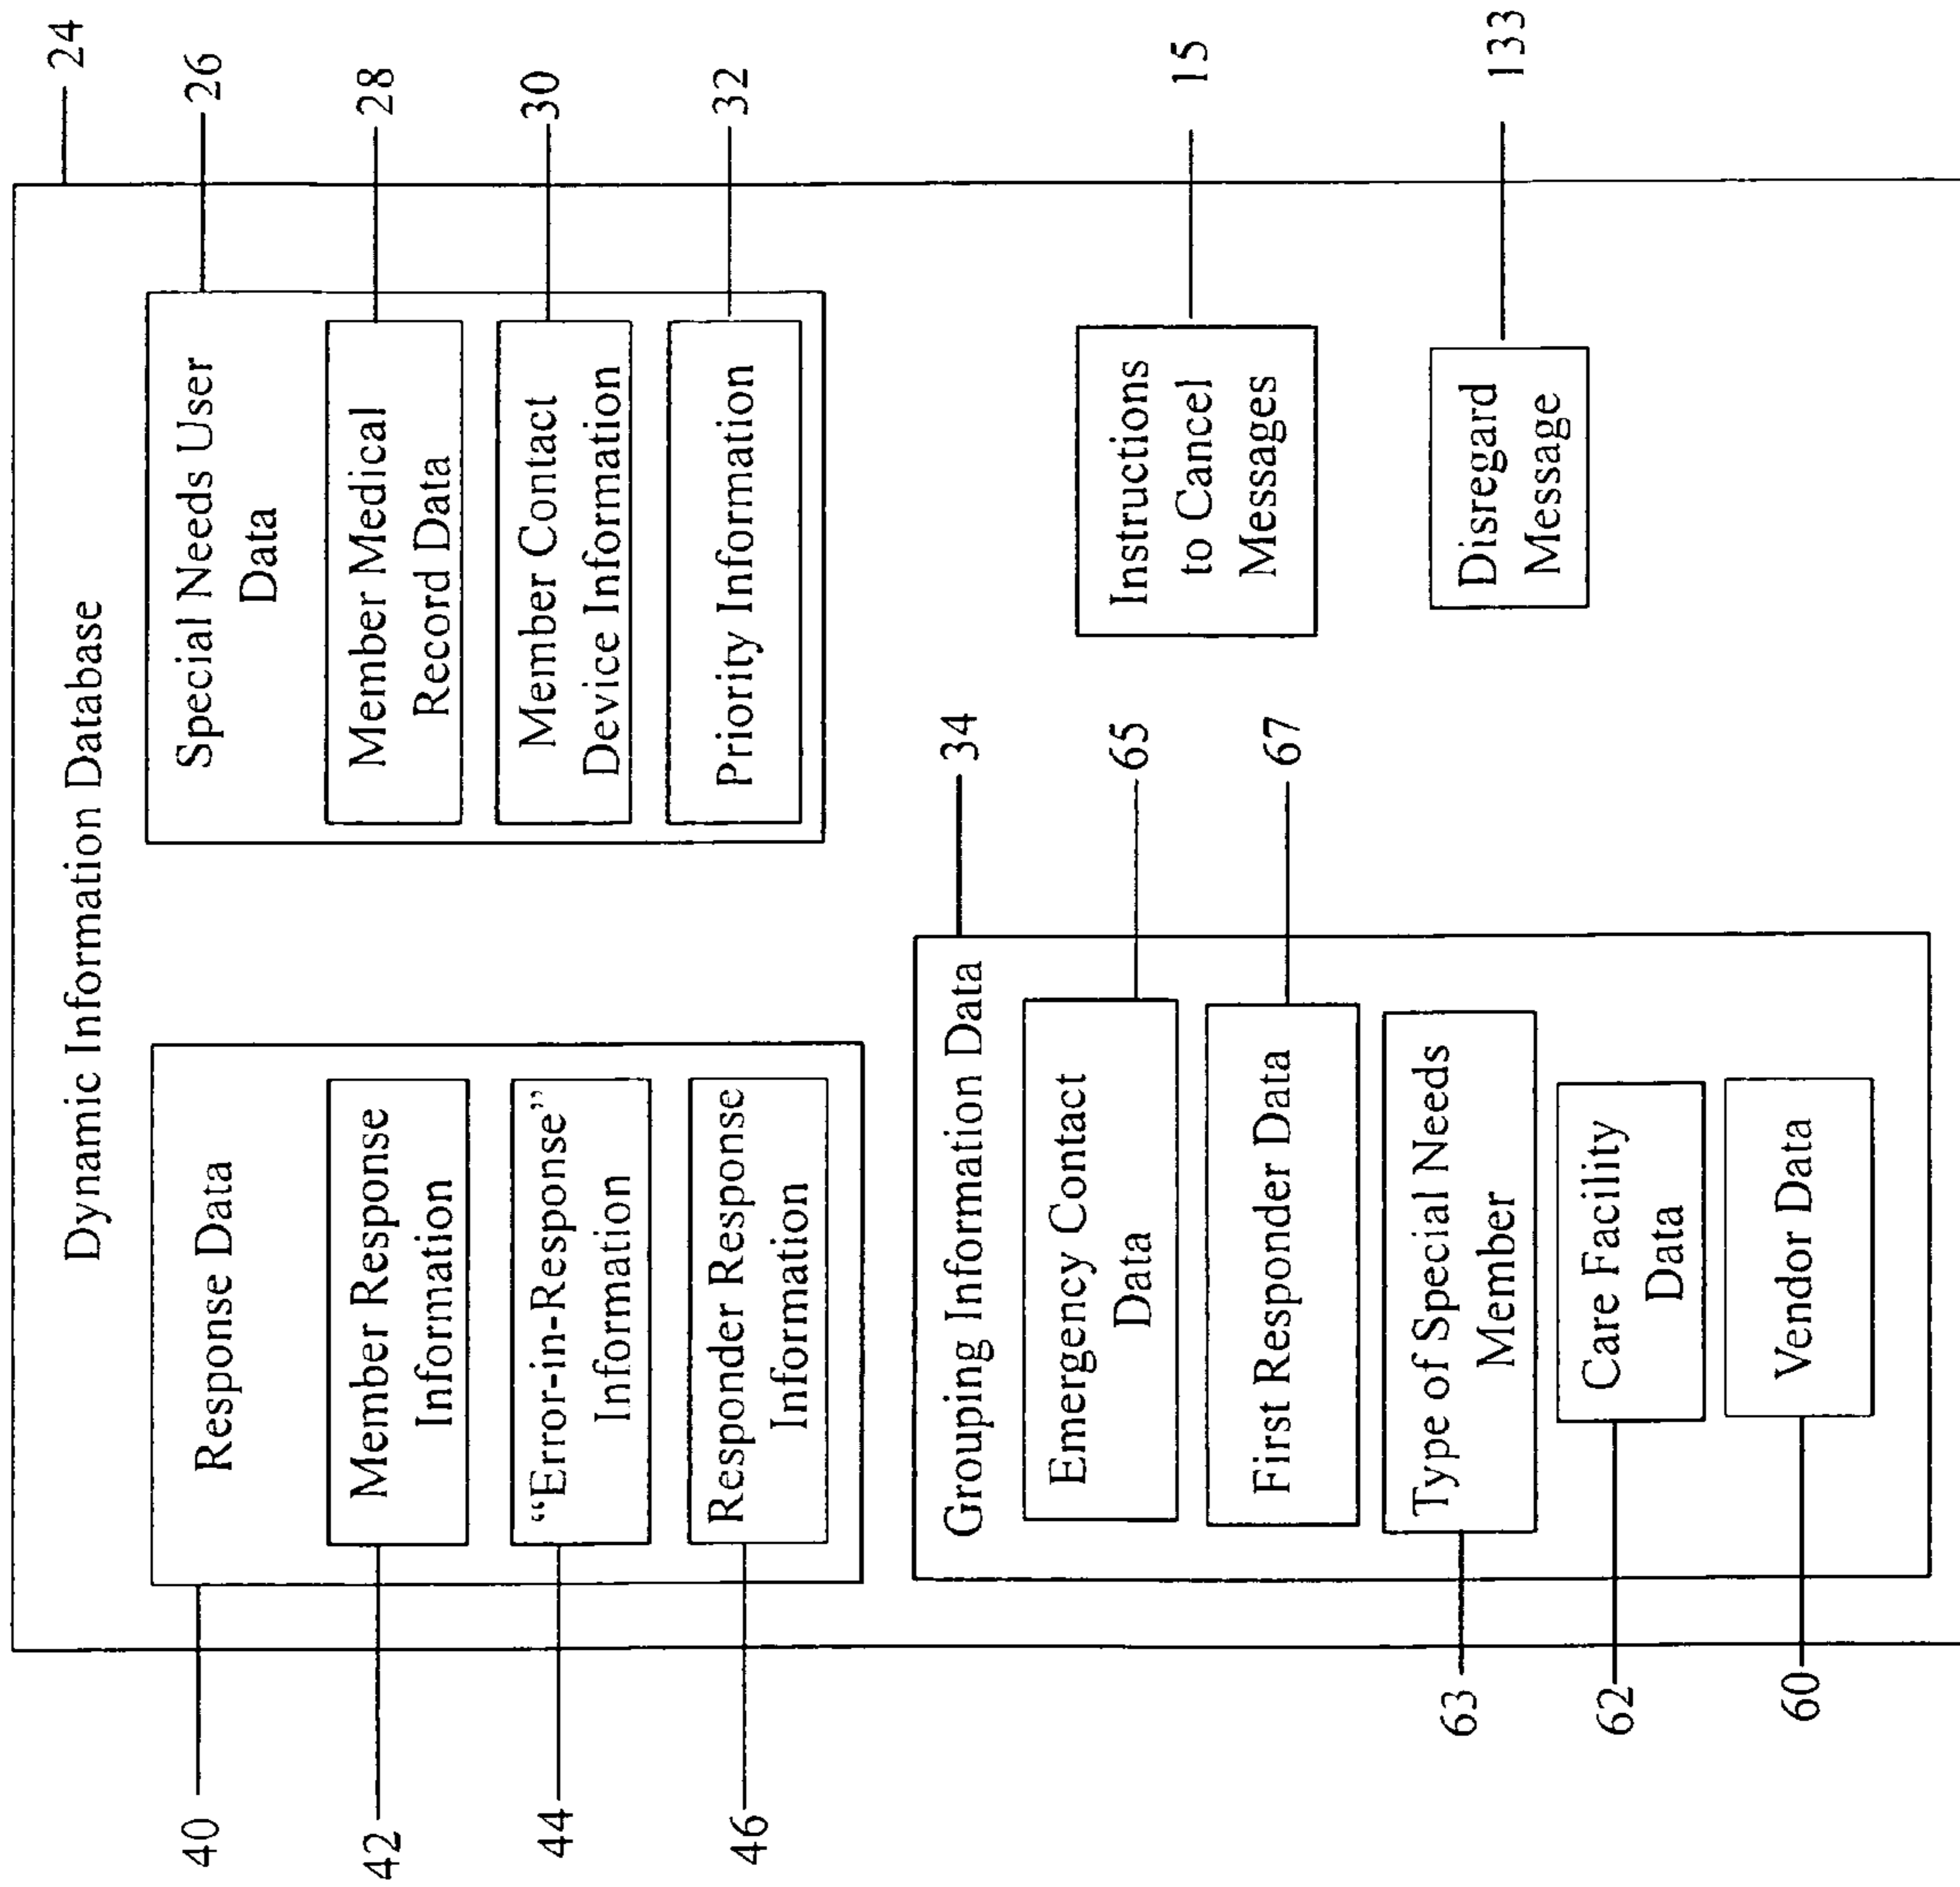 Dynamic Information Database
24
40
Response Data
42
Member Response
Information
44
“Error-in-Response”
Information
46
Responder Response
Information
Special Needs User
Data
26
Member Medical
Record Data
28
Member Contact
Device Information
30
Priority Information
32
Grouping Information Data
34
Emergency Contact
Data
65
First Responder Data
67
63
Type of Special Needs
Member
62
Care Facility
Data
60
Vendor Data
Instructions
to Cancel
Messages
15
Disregard
Message
133